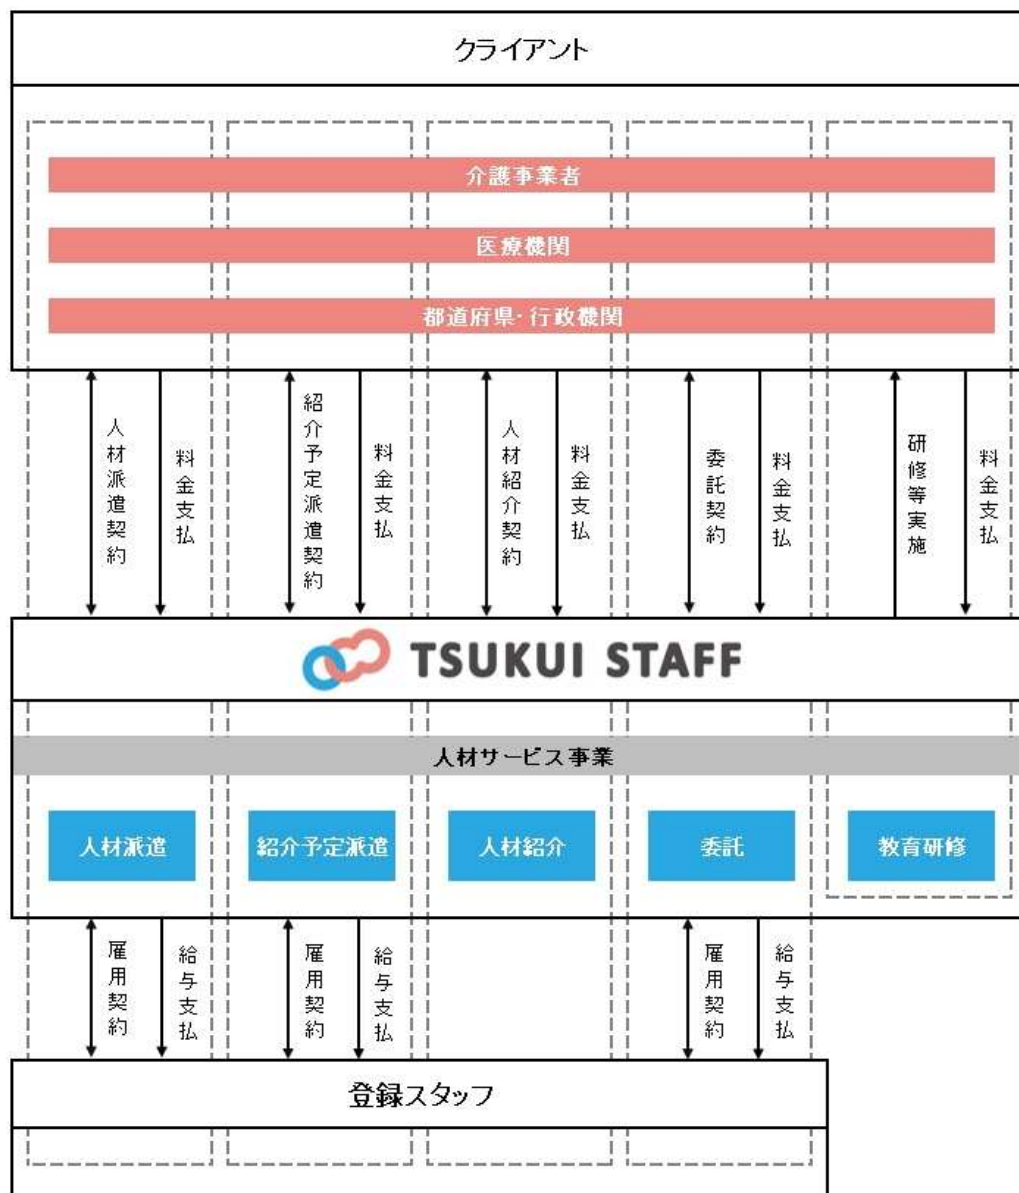 クライアント
介護事業者
医療機関
都道府県・行政機関
人材派遣契約
料金支払
紹介予定派遣契約
料金支払
人材紹介契約
料金支払
委託契約
料金支払
研修等実施
料金支払
TSUKUI STAFF
人材サービス事業
人材派遣
紹介予定派遣
人材紹介
委託
教育研修
雇用契約
給与支払
雇用契約
給与支払
雇用契約
給与支払
登録スタッフ